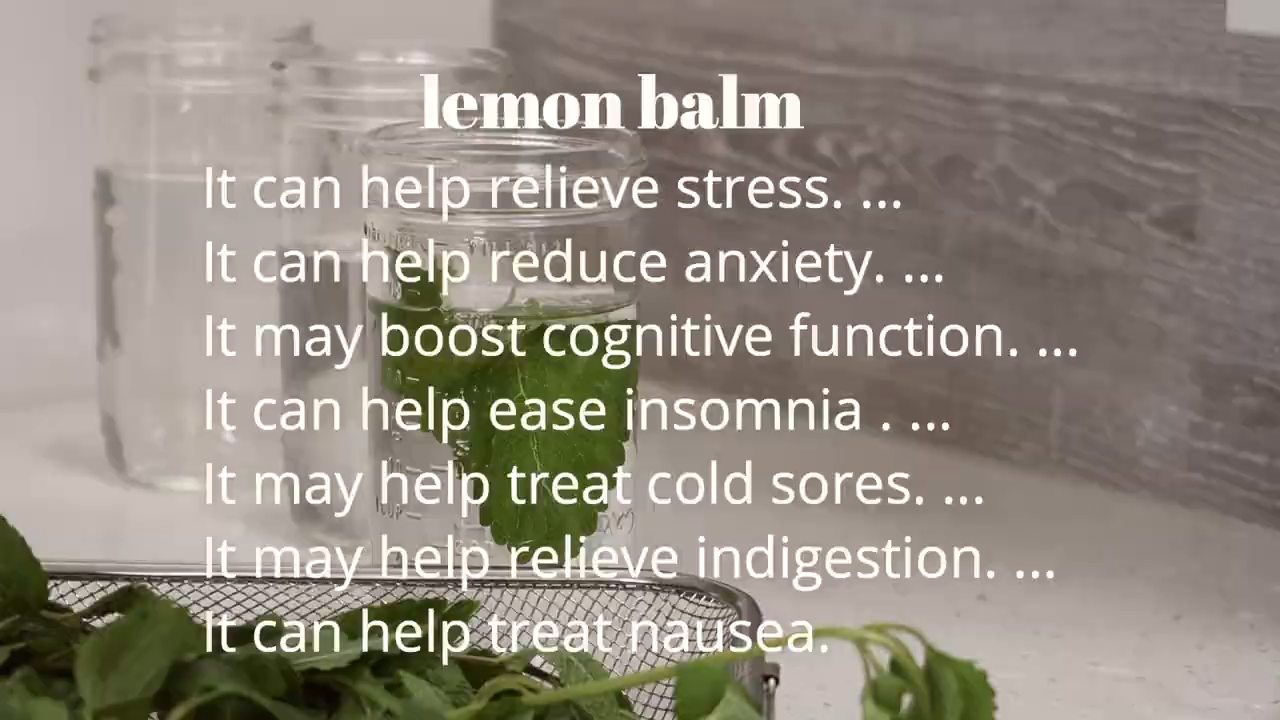 lemon balm
It can help relieve stress. ...
It can help reduce anxiety. ...
It may boost cognitive function. ...
It can help ease insomnia . ...
It may help treat cold sores. ...
It may help relieve indigestion. ...
It can help treat nausea.